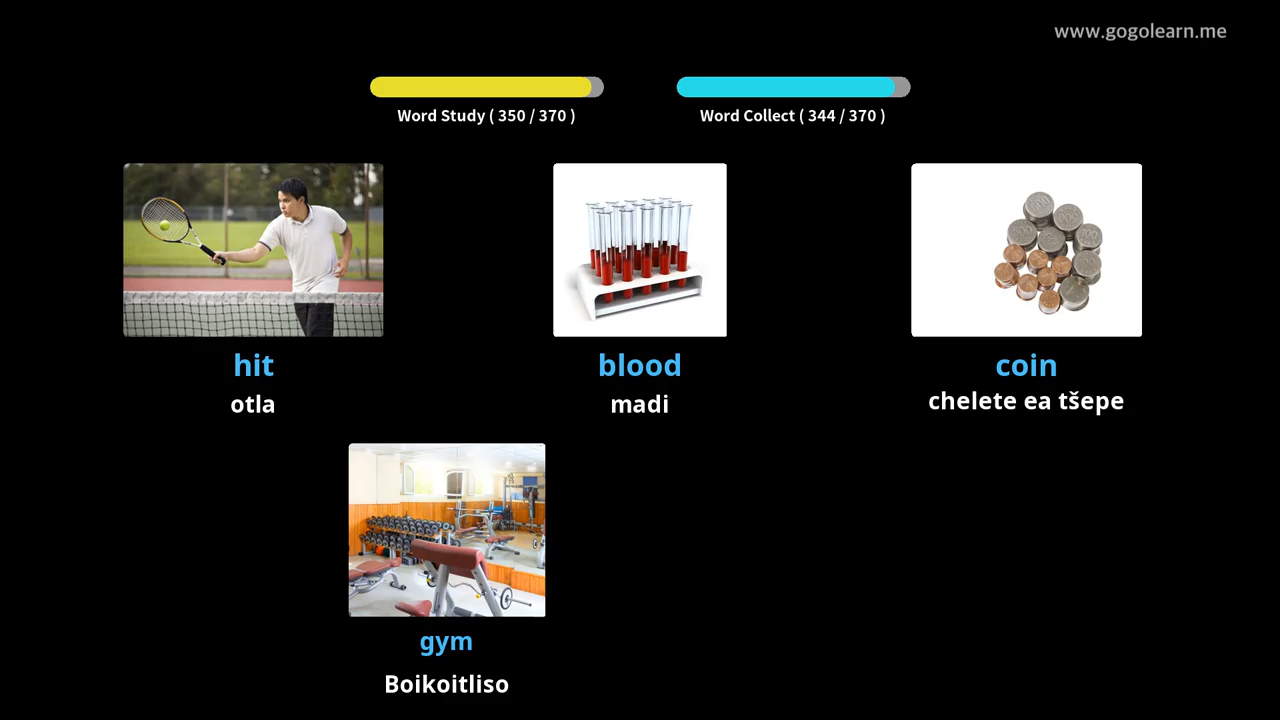 www.gogolearn.me
Word Study ( 350 / 370 )
Word Collect ( 344 / 370 )
hit
otla
blood
madi
coin
chelete ea tšepe
gym
Boikoitliso